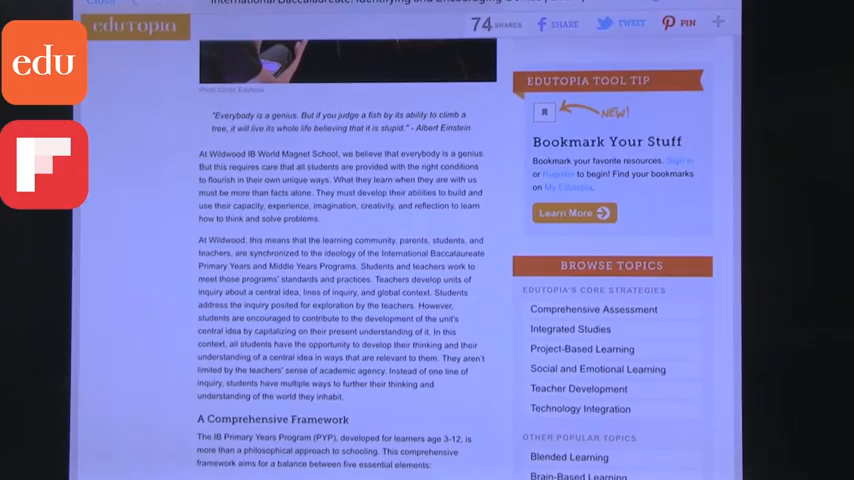 Close
International Baccalaureate: Identifying and Encouraging
edutopia
74 SHARES
SHARE
TWEET
PIN
edu
Photo Credit: Edutopia
"Everybody is a genius. But if you judge a fish by its ability to climb a
tree, it will live its whole life believing that it is stupid." - Albert Einstein
At Wildwood IB World Magnet School, we believe that everybody is a genius.
But this requires care that all students are provided with the right conditions
to flourish in their own unique ways. What they learn when they are with us
must be more than facts alone. They must develop their abilities to build and
use their capacity, experience, imagination, creativity, and reflection to learn
how to think and solve problems.
At Wildwood, this means that the learning community, parents, students, and
teachers, are synchronized to the ideology of the International Baccalaureate
Primary Years and Middle Years Programs. Students and teachers work to
meet those programs' standards and practices. Teachers develop units of
inquiry about a central idea, lines of inquiry, and global context. Students
address the inquiry posited for exploration by the teachers. However,
students are encouraged to contribute to the development of the unit's
central idea by capitalizing on their present understanding of it. In this
context, all students have the opportunity to develop their thinking and their
understanding of a central idea in ways that are relevant to them. They aren't
limited by the teachers' sense of academic agency. Instead of one line of
inquiry, students have multiple ways to further their thinking and
understanding of the world they inhabit.
A Comprehensive Framework
The IB Primary Years Program (PYP), developed for learners age 3-12, is
more than a philosophical approach to schooling. This comprehensive
framework aims for a balance between five essential elements:
EDUTOPIA TOOL TIP
NEW!
Bookmark Your Stuff
Bookmark your favorite resources. Sign in
or Register to begin! Find your bookmarks
on My Edutopia.
Learn More
BROWSE TOPICS
EDUTOPIA'S CORE STRATEGIES
Comprehensive Assessment
Integrated Studies
Project-Based Learning
Social and Emotional Learning
Teacher Development
Technology Integration
OTHER POPULAR TOPICS
Blended Learning
Brain-Based Learning